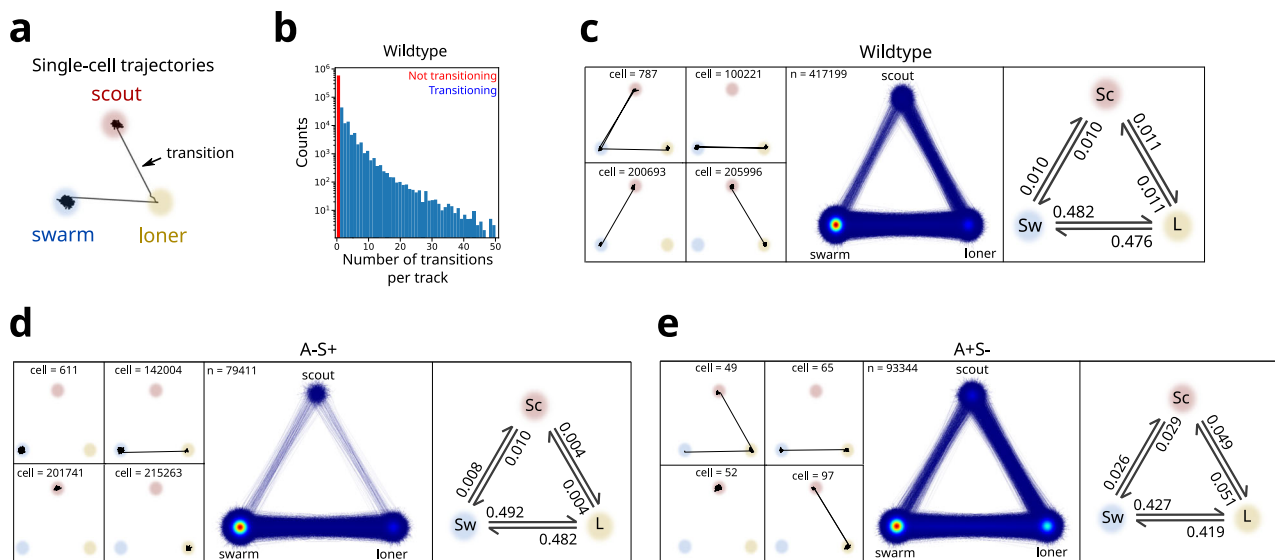 a
Single-cell trajectories
scout
transition
swarm
loner
b
Wildtype
Not transitioning
Transitioning
Counts
10⁶
10⁵
10⁴
10³
10²
10¹
0 10 20 30 40 50
Number of transitions
per track
c
Wildtype
cell = 787
cell = 100221
cell = 200693
cell = 205996
n = 417199
scout
swarm
loner
Sc
0.010
0.010
0.011
0.011
Sw
0.482
0.476
L
d
A-S+
cell = 611
cell = 142004
cell = 201741
cell = 215263
n = 79411
scout
swarm
loner
Sc
0.008
0.010
0.004
0.004
Sw
0.492
0.482
L
e
A+S-
cell = 49
cell = 65
cell = 52
cell = 97
n = 93344
scout
swarm
loner
Sc
0.026
0.029
0.049
0.051
Sw
0.427
0.419
L